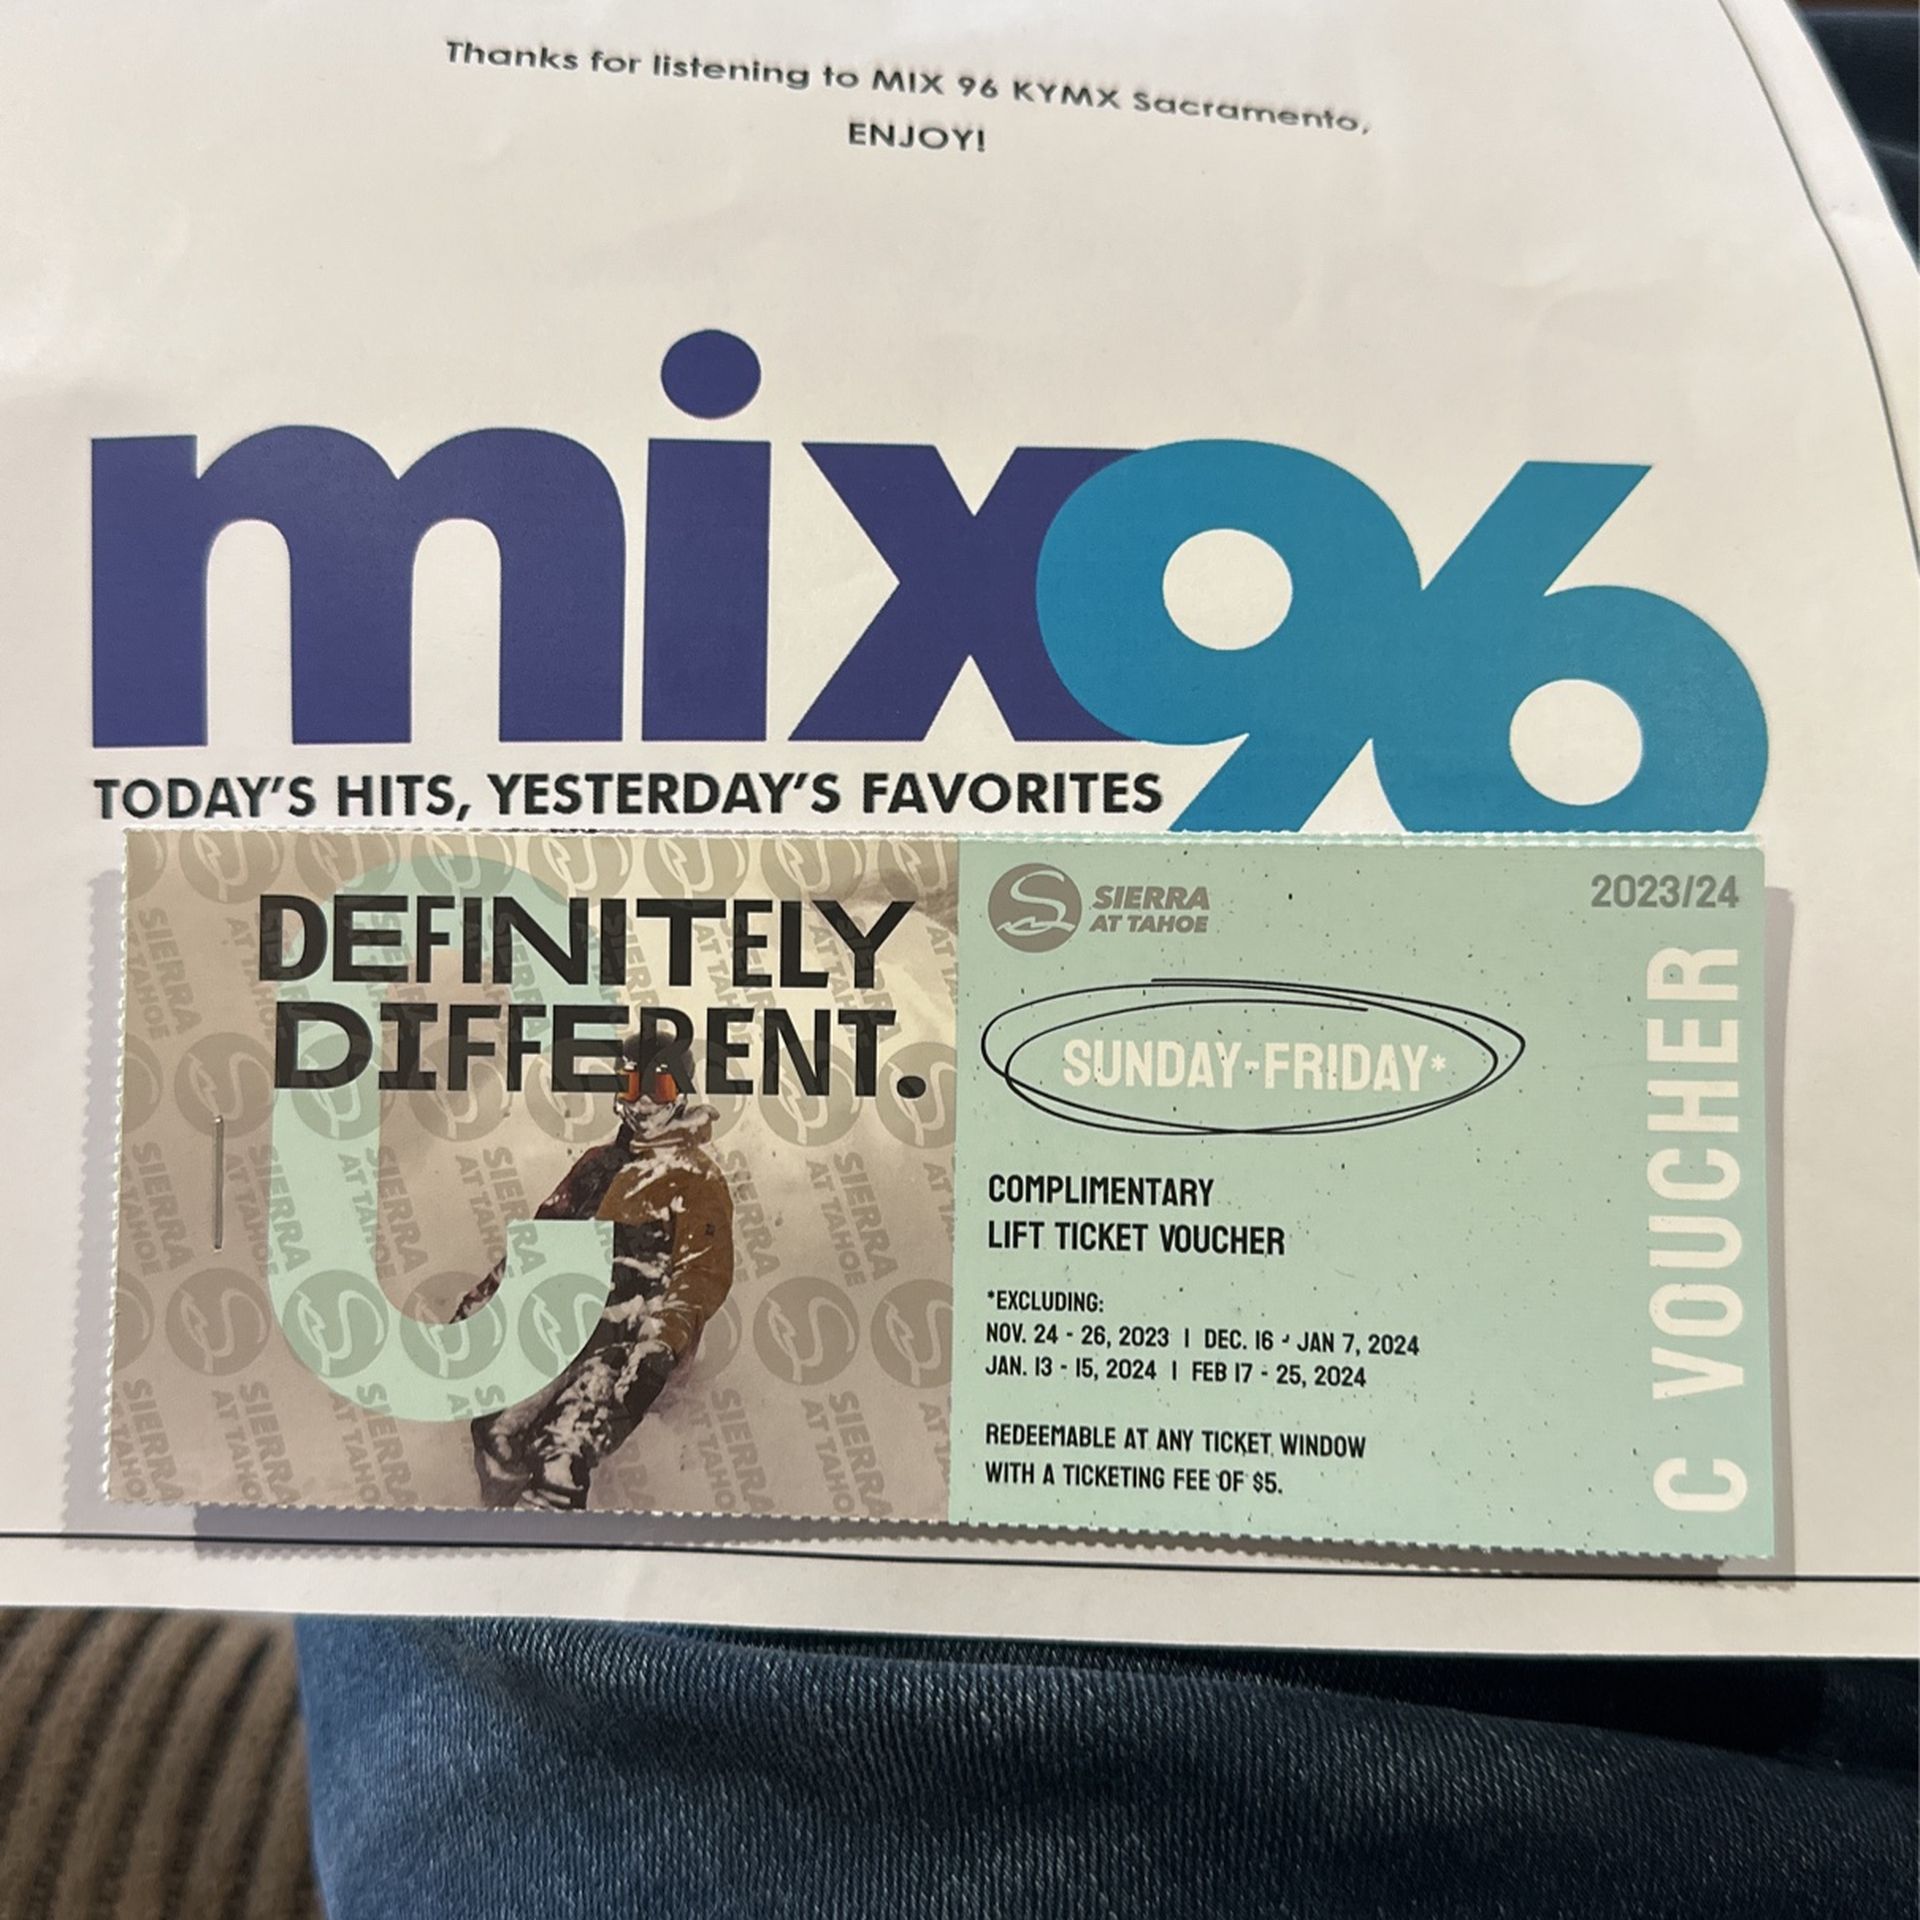 Thanks for listening to MIX 96 KYMX Sacramento,
ENJOY!
mix96
TODAY'S HITS, YESTERDAY'S FAVORITES
DEFINITELY
DIFFERENT.
SIERRA
AT TAHOE
2023/24
SUNDAY-FRIDAY*
COMPLIMENTARY
LIFT TICKET VOUCHER
*EXCLUDING:
NOV. 24 - 26, 2023 | DEC. 16 - JAN 7, 2024
JAN. 13 - 15, 2024 | FEB 17 - 25, 2024
REDEEMABLE AT ANY TICKET WINDOW
WITH A TICKETING FEE OF $5.
C VOUCHER